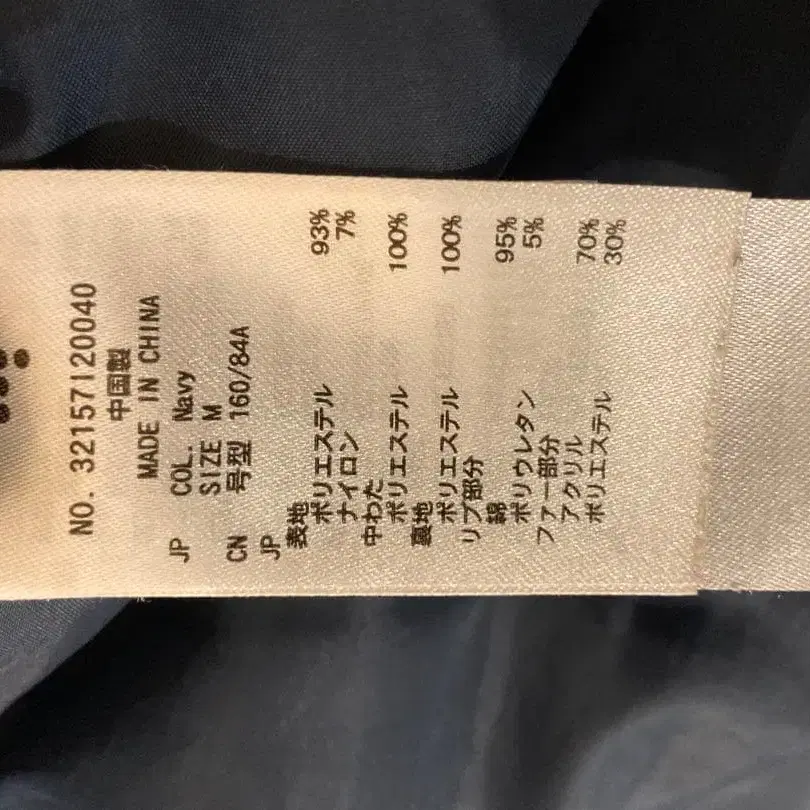 NO. 32157120040
中国製
MADE IN CHINA
JP COL. Navy
SIZE M
CN 号型 160/84A
JP
表地
ポリエステル 93%
ナイロン 7%
中わた
ポリエステル 100%
裏地
ポリエステル 100%
リブ部分
綿 95%
ポリウレタン 5%
ファー部分
アクリル 70%
ポリエステル 30%